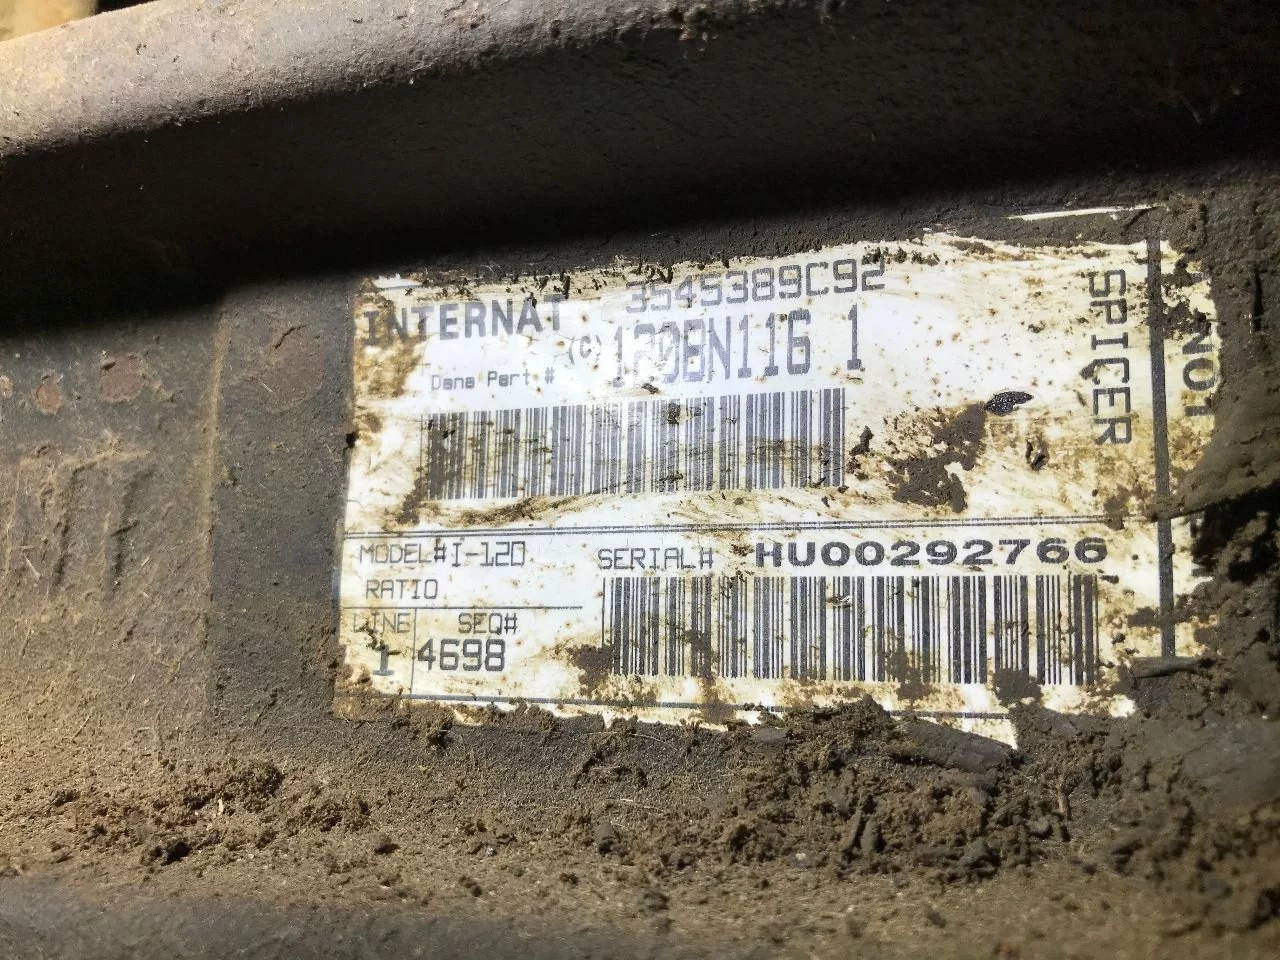 INTERNAT 3545389C92
Dana Part # (C) 120BN116 1
SPICER
MODEL# I-120
SERIAL# HU00292766
RATIO
LINE SEQ#
1 4698